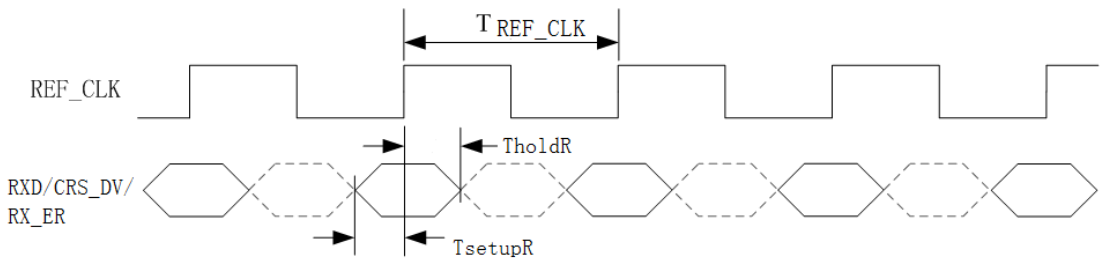 T REF_CLK
REF_CLK
TholdR
RXD/CRS_DV/
RX_ER
TsetupR